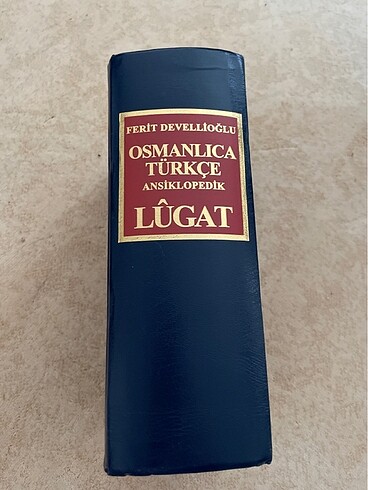 FERİT DEVELLİOĞLU
OSMANLICA
TÜRKÇE
ANSİKLOPEDİK
LÛGAT